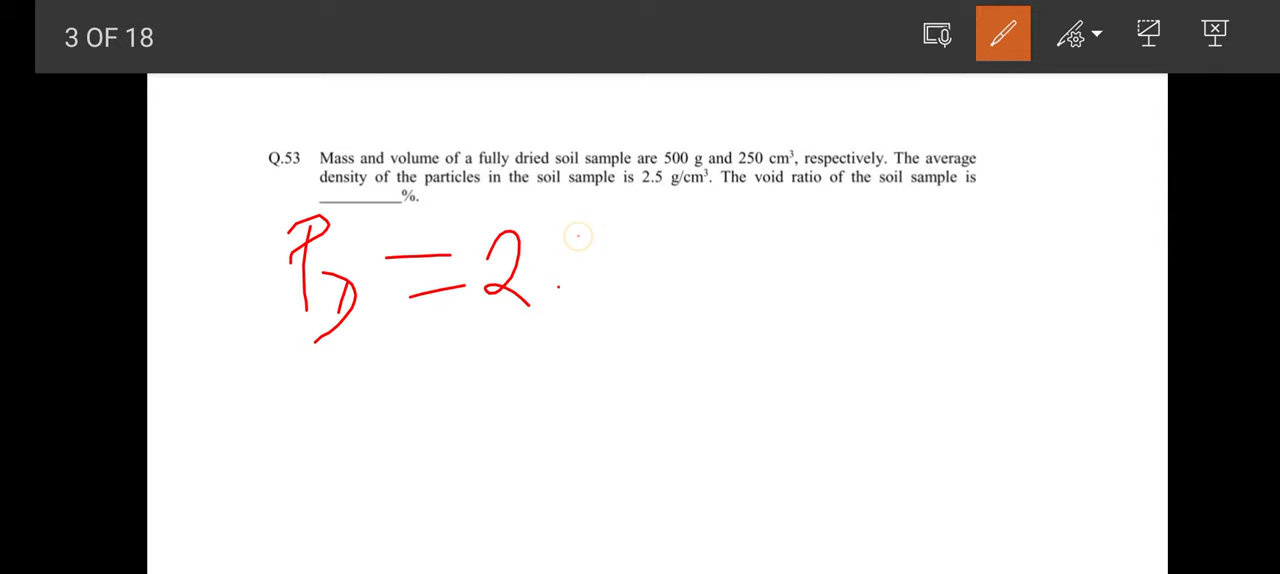 3 OF 18
Q.53 Mass and volume of a fully dried soil sample are 500 g and 250 cm³, respectively. The average
density of the particles in the soil sample is 2.5 g/cm³. The void ratio of the soil sample is
__________%.
P_D = 2.